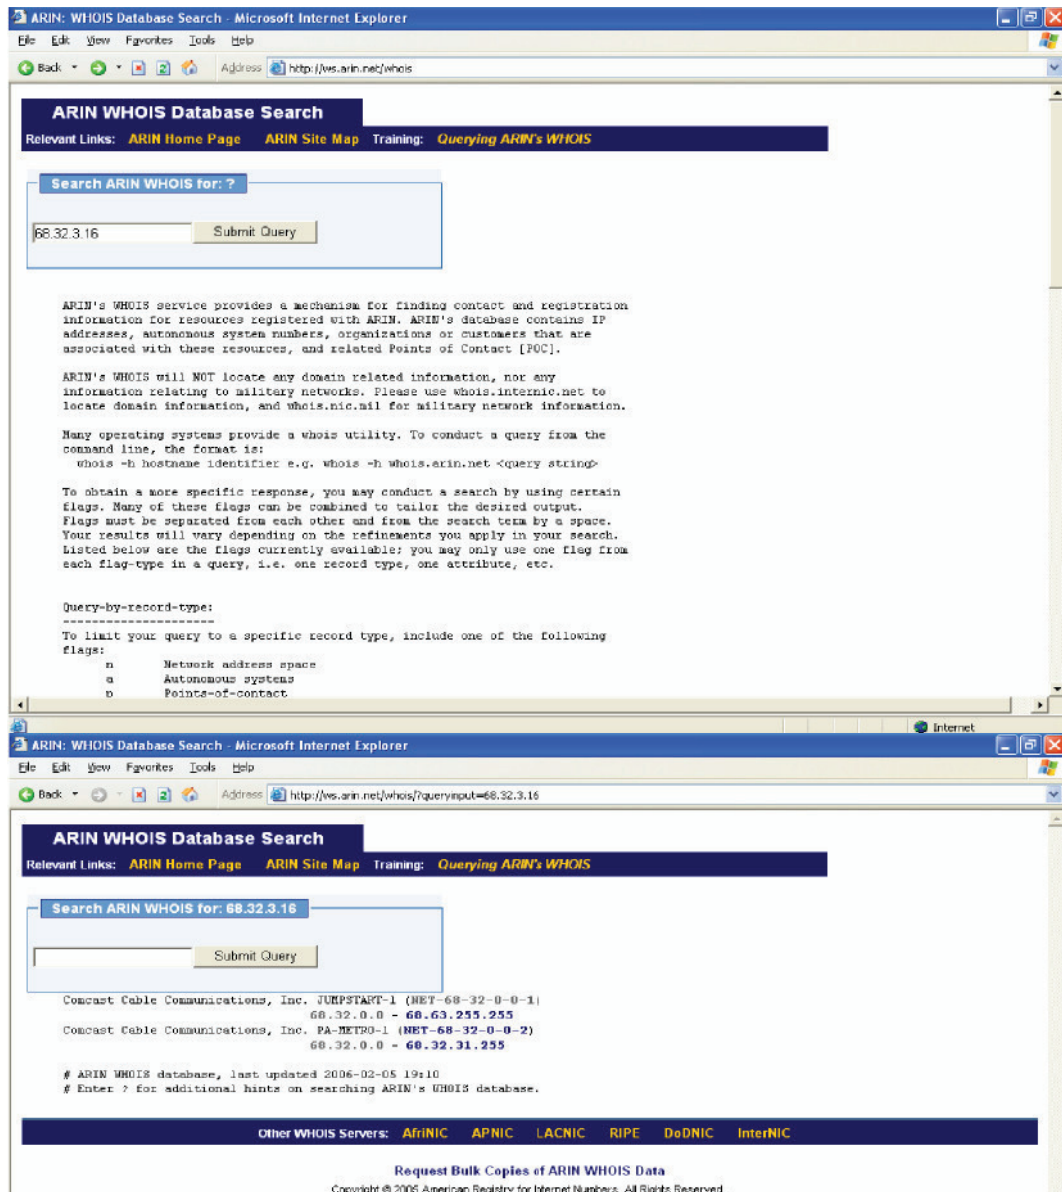 ARIN: WHOIS Database Search - Microsoft Internet Explorer
File Edit View Favorites Tools Help
Back Address http://ws.arin.net/whois
ARIN WHOIS Database Search
Relevant Links: ARIN Home Page ARIN Site Map Training: Querying ARIN's WHOIS
Search ARIN WHOIS for: ?
68.32.3.16 Submit Query
ARIN's WHOIS service provides a mechanism for finding contact and registration
information for resources registered with ARIN. ARIN's database contains IP
addresses, autonomous system numbers, organizations or customers that are
associated with these resources, and related Points of Contact [POC].
ARIN's WHOIS will NOT locate any domain related information, nor any
information relating to military networks. Please use whois.internic.net to
locate domain information, and whois.nic.mil for military network information.
Many operating systems provide a whois utility. To conduct a query from the
command line, the format is:
whois -h hostname identifier e.g. whois -h whois.arin.net <query string>
To obtain a more specific response, you may conduct a search by using certain
flags. Many of these flags can be combined to tailor the desired output.
Flags must be separated from each other and from the search term by a space.
Your results will vary depending on the refinements you apply in your search.
Listed below are the flags currently available; you may only use one flag from
each flag-type in a query, i.e. one record type, one attribute, etc.
Query-by-record-type:
---------------------
To limit your query to a specific record type, include one of the following
flags:
n Network address space
a Autonomous systems
p Points-of-contact
Internet
ARIN: WHOIS Database Search - Microsoft Internet Explorer
File Edit View Favorites Tools Help
Back Address http://ws.arin.net/whois/?queryinput=68.32.3.16
ARIN WHOIS Database Search
Relevant Links: ARIN Home Page ARIN Site Map Training: Querying ARIN's WHOIS
Search ARIN WHOIS for: 68.32.3.16
Submit Query
Comcast Cable Communications, Inc. JUMPSTART-1 (NET-68-32-0-0-1)
68.32.0.0 - 68.63.255.255
Comcast Cable Communications, Inc. PA-METRO-1 (NET-68-32-0-0-2)
68.32.0.0 - 68.32.31.255
# ARIN WHOIS database, last updated 2006-02-05 19:10
# Enter ? for additional hints on searching ARIN's WHOIS database.
Other WHOIS Servers: AfriNIC APNIC LACNIC RIPE DoDNIC InterNIC
Request Bulk Copies of ARIN WHOIS Data
Copyright © 2005 American Registry for Internet Numbers. All Rights Reserved